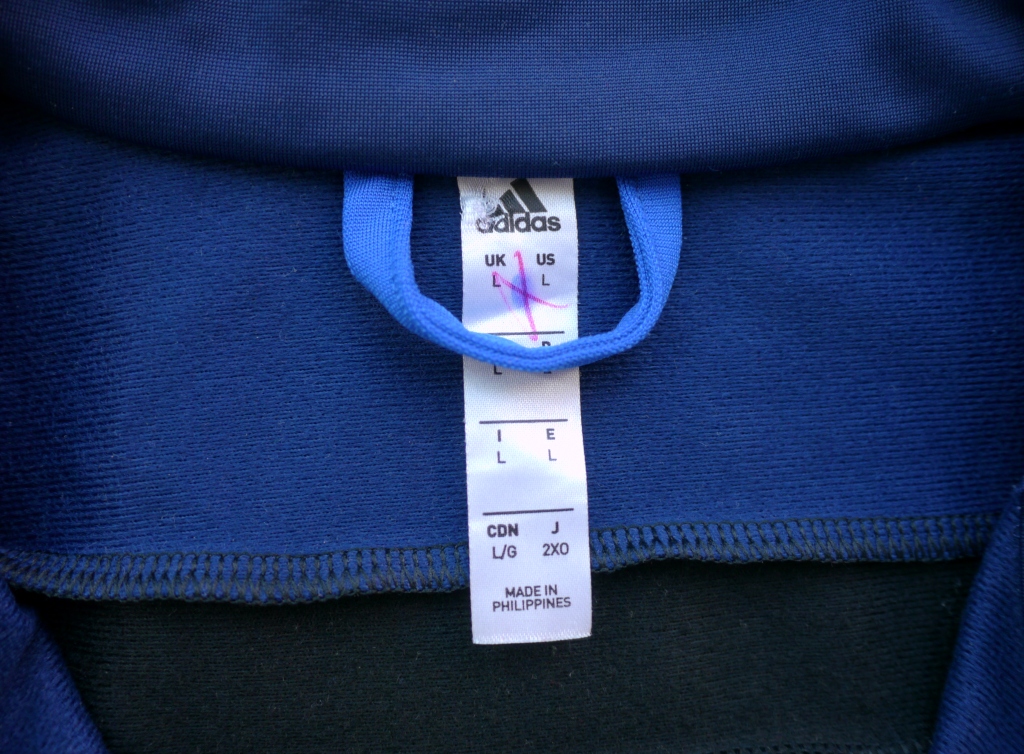 adidas
UK US
L L
L
I E
L L
CDN J
L/G 2XO
MADE IN
PHILIPPINES